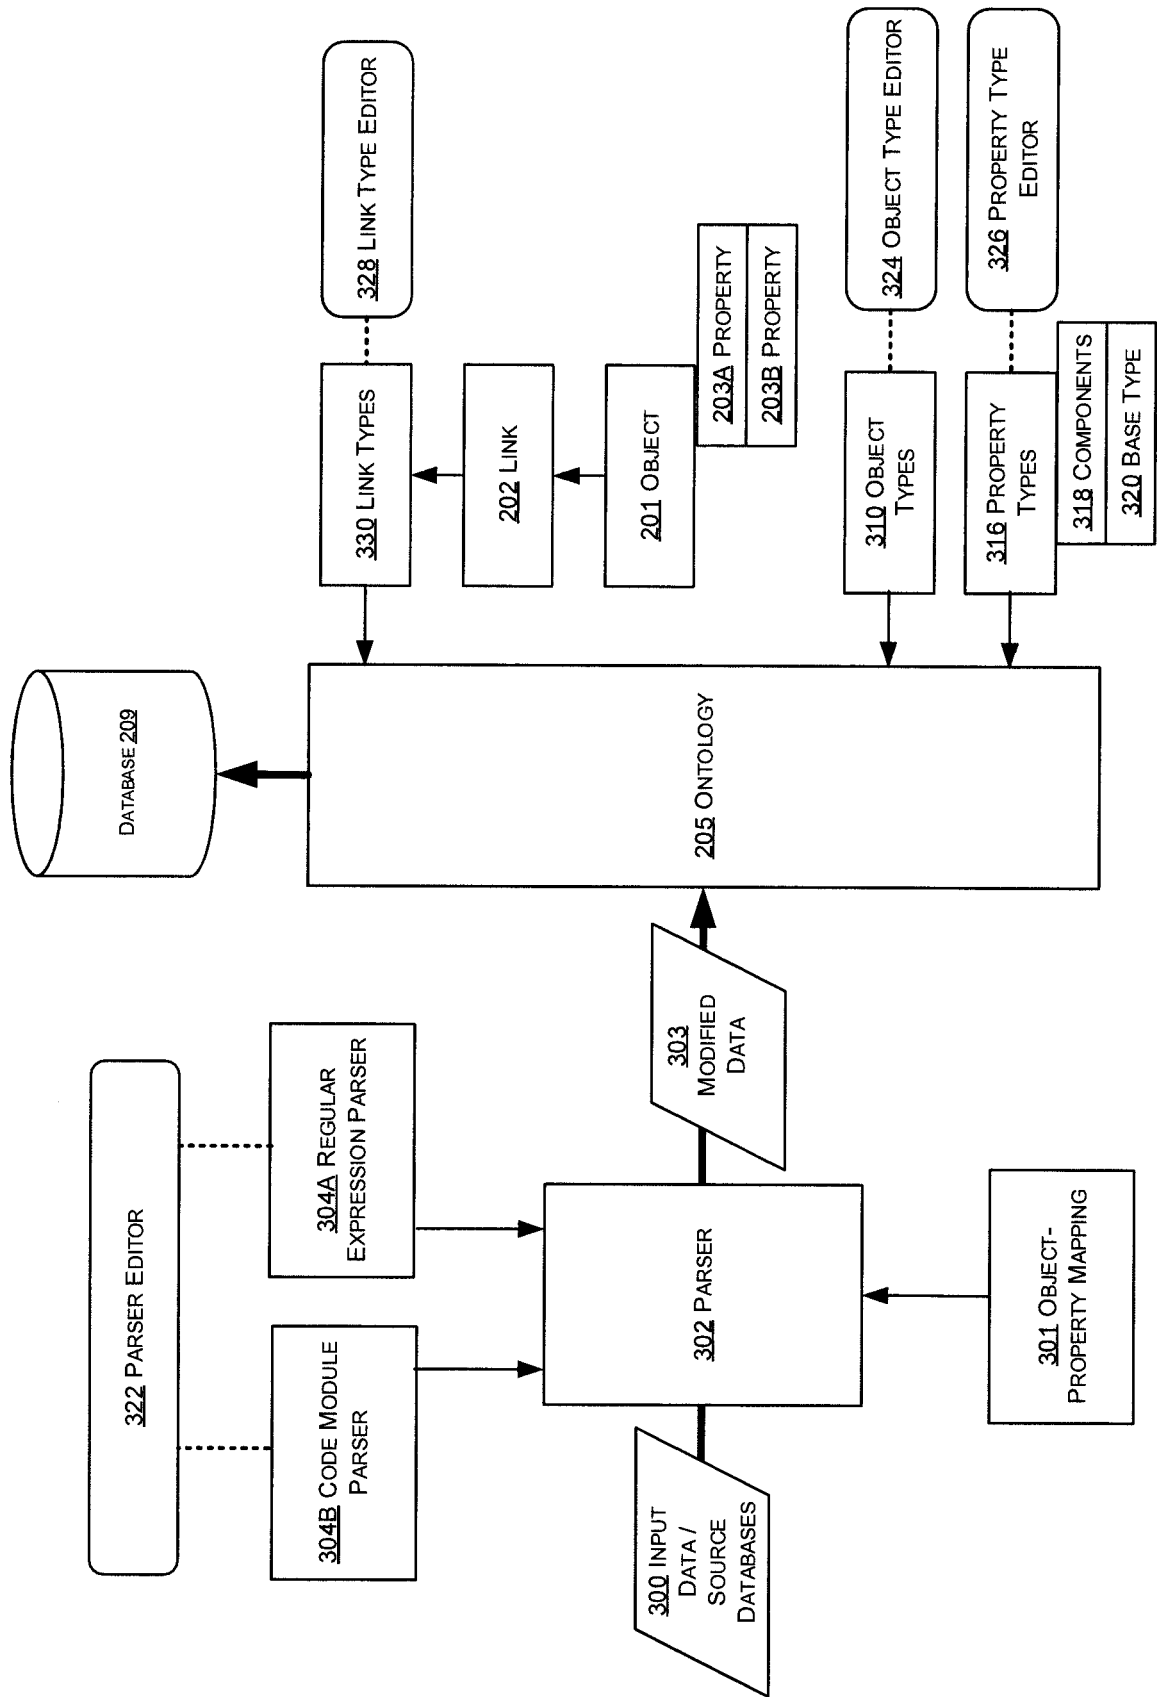 322 PARSER EDITOR
304B CODE MODULE
PARSER
304A REGULAR
EXPRESSION PARSER
300 INPUT
DATA /
SOURCE
DATABASES
302 PARSER
301 OBJECT-
PROPERTY MAPPING
303
MODIFIED
DATA
DATABASE 209
205 ONTOLOGY
330 LINK TYPES
328 LINK TYPE EDITOR
202 LINK
201 OBJECT
203A PROPERTY
203B PROPERTY
310 OBJECT
TYPES
324 OBJECT TYPE EDITOR
316 PROPERTY
TYPES
326 PROPERTY TYPE
EDITOR
318 COMPONENTS
320 BASE TYPE